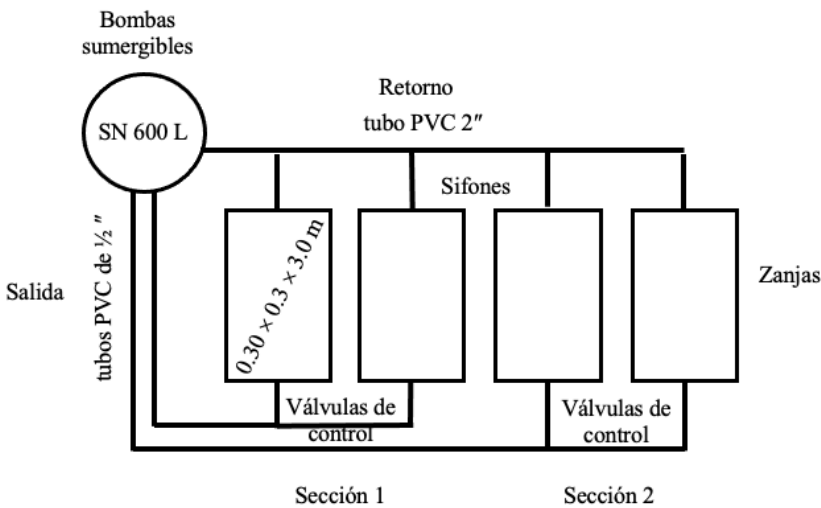 Bombas
sumergibles
SN 600 L
Retorno
tubo PVC 2″
Sifones
Salida
tubos PVC de ½ ″
0.30 × 0.3 × 3.0 m
Zanjas
Válvulas de
control
Válvulas de
control
Sección 1
Sección 2